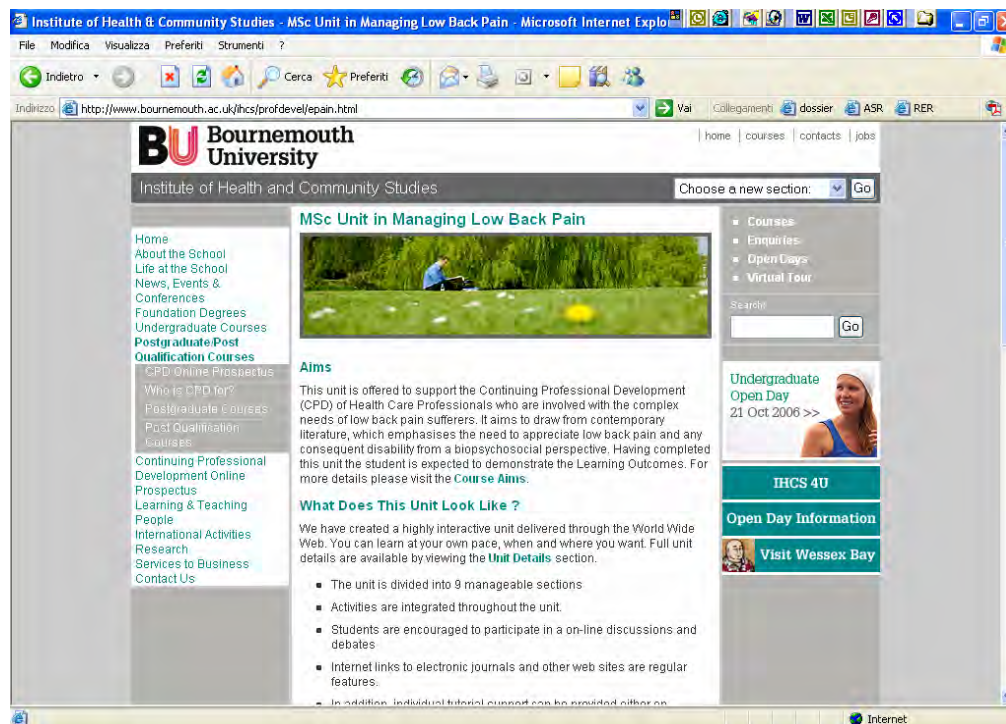 Institute of Health & Community Studies - MSc Unit in Managing Low Back Pain - Microsoft Internet Explo
File Modifica Visualizza Preferiti Strumenti ?
Indietro Cerca Preferiti
Indirizzo http://www.bournemouth.ac.uk/ihcs/profdevel/epain.html Vai Collegamenti dossier ASR RER
BU Bournemouth
University
home | courses | contacts | jobs
Institute of Health and Community Studies
Choose a new section: Go
Home
About the School
Life at the School
News, Events &
Conferences
Foundation Degrees
Undergraduate Courses
Postgraduate/Post
Qualification Courses
CPD Online Prospectus
Who is CPD for?
Postgraduate Courses
Post Qualification
Courses
Continuing Professional
Development Online
Prospectus
Learning & Teaching
People
International Activities
Research
Services to Business
Contact Us
MSc Unit in Managing Low Back Pain
Aims
This unit is offered to support the Continuing Professional Development
(CPD) of Health Care Professionals who are involved with the complex
needs of low back pain sufferers. It aims to draw from contemporary
literature, which emphasises the need to appreciate low back pain and any
consequent disability from a biopsychosocial perspective. Having completed
this unit the student is expected to demonstrate the Learning Outcomes. For
more details please visit the Course Aims.
What Does This Unit Look Like ?
We have created a highly interactive unit delivered through the World Wide
Web. You can learn at your own pace, when and where you want. Full unit
details are available by viewing the Unit Details section.
The unit is divided into 9 manageable sections
Activities are integrated throughout the unit.
Students are encouraged to participate in a on-line discussions and
debates
Internet links to electronic journals and other web sites are regular
features.
In addition, individual tutorial support can be provided either on
Courses
Enquiries
Open Days
Virtual Tour
Search:
Go
Undergraduate
Open Day
21 Oct 2006 >>
IHCS 4U
Open Day Information
Visit Wessex Bay
Internet